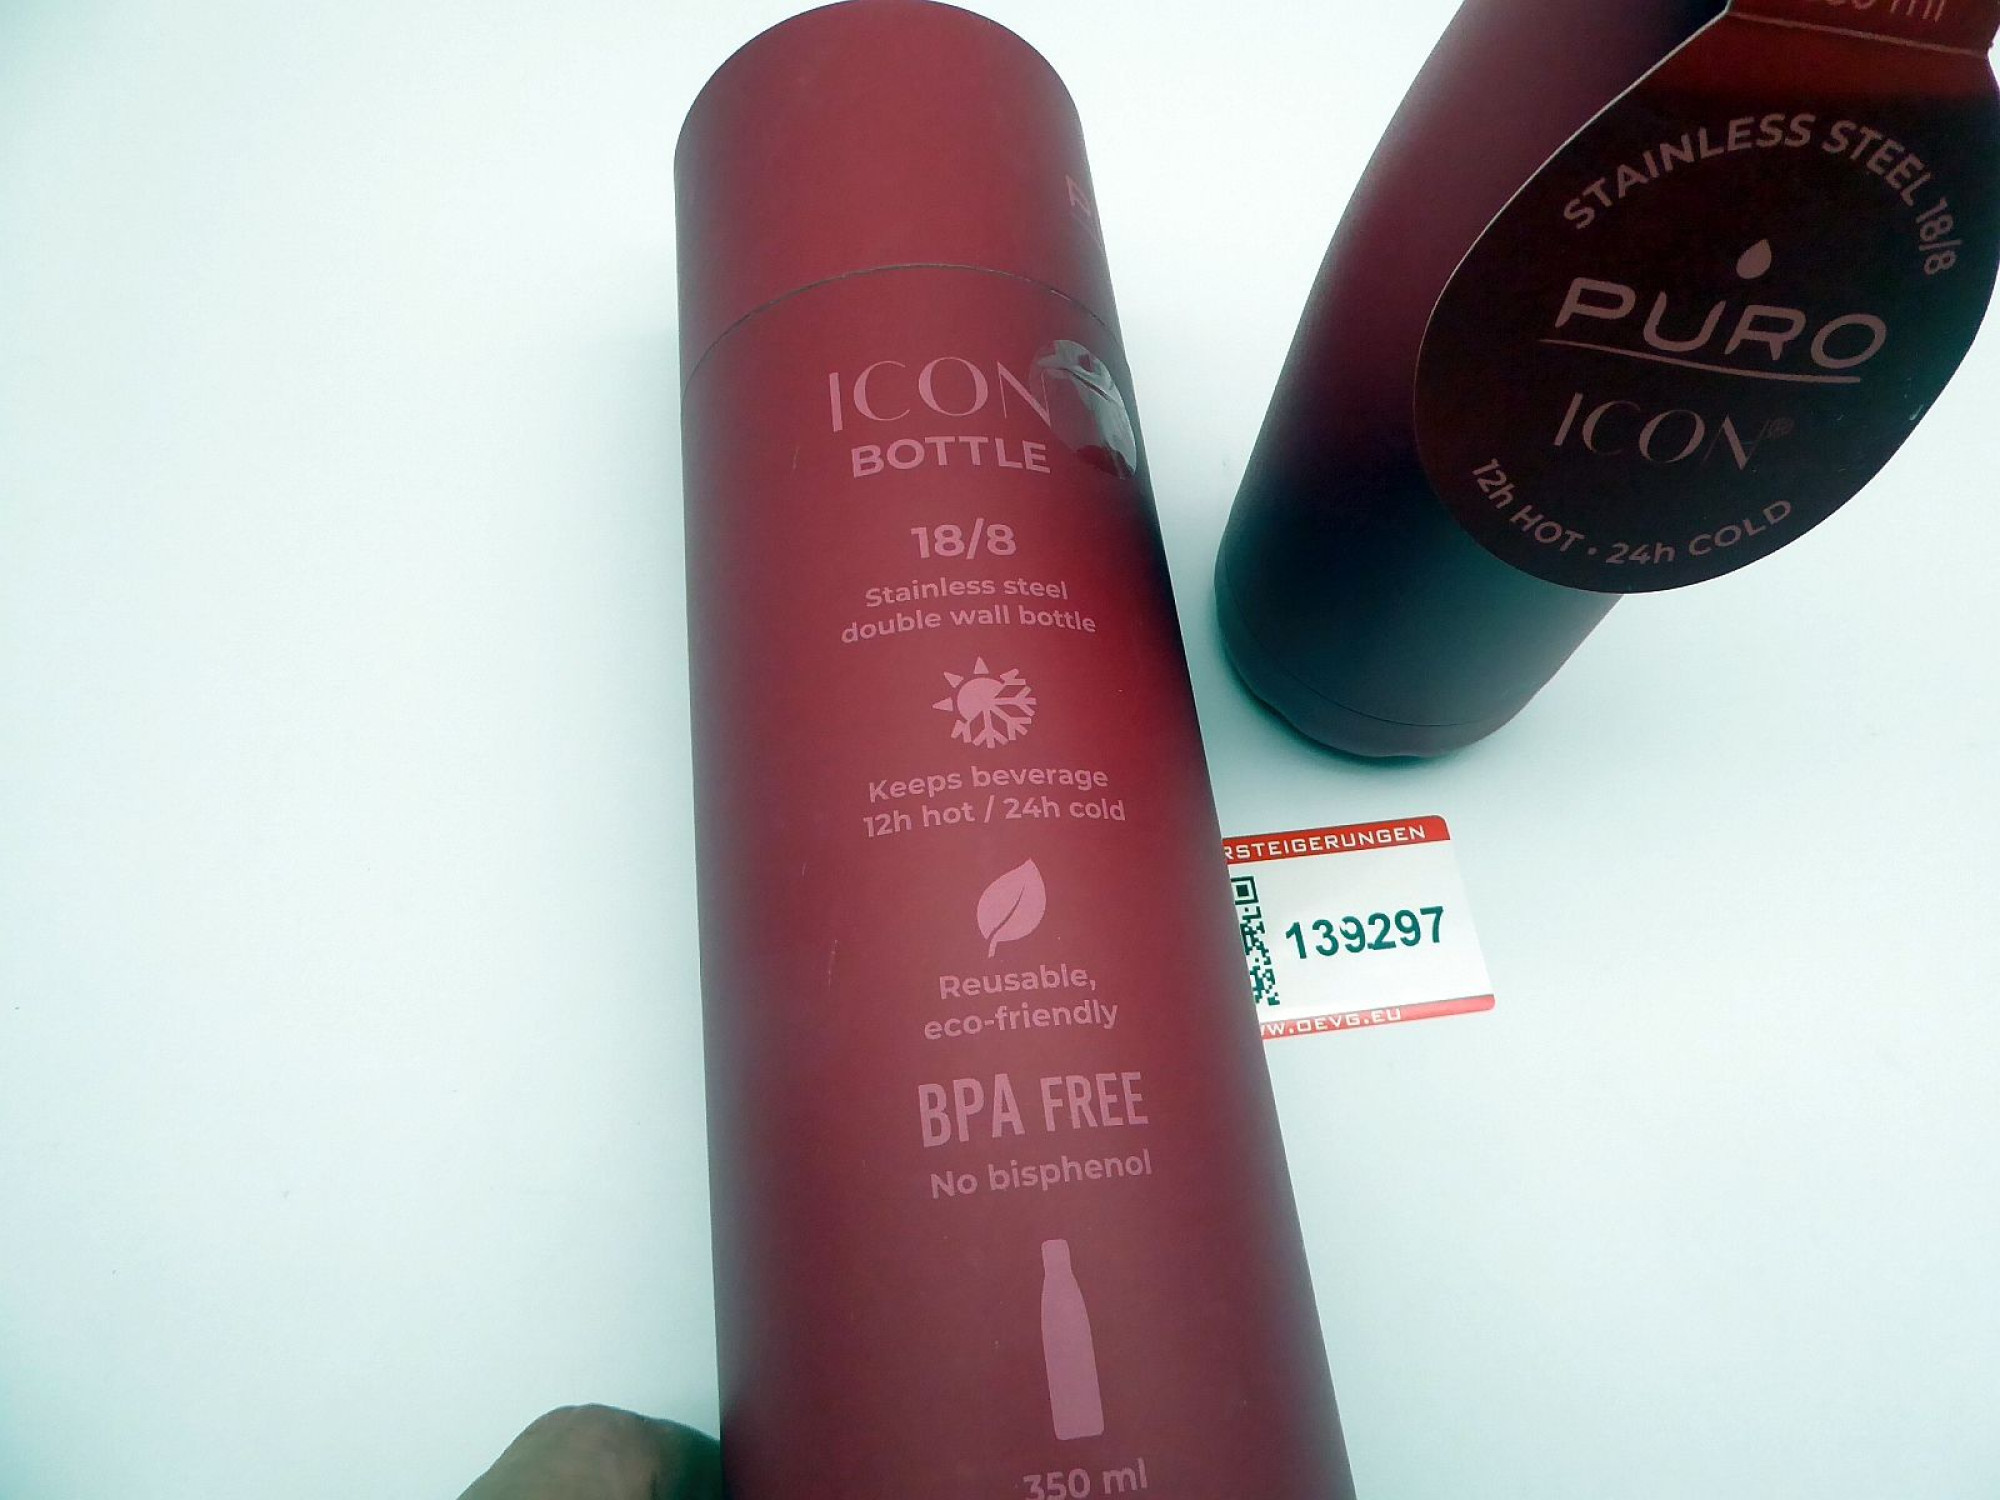 ICON
BOTTLE
18/8
Stainless steel
double wall bottle
Keeps beverage
12h hot / 24h cold
Reusable,
eco-friendly
BPA FREE
No bisphenol
350 ml
STAINLESS STEEL 18/8
PURO
ICON®
12h HOT • 24h COLD
RSTEIGERUNGEN
139297
W.OEVG.EU